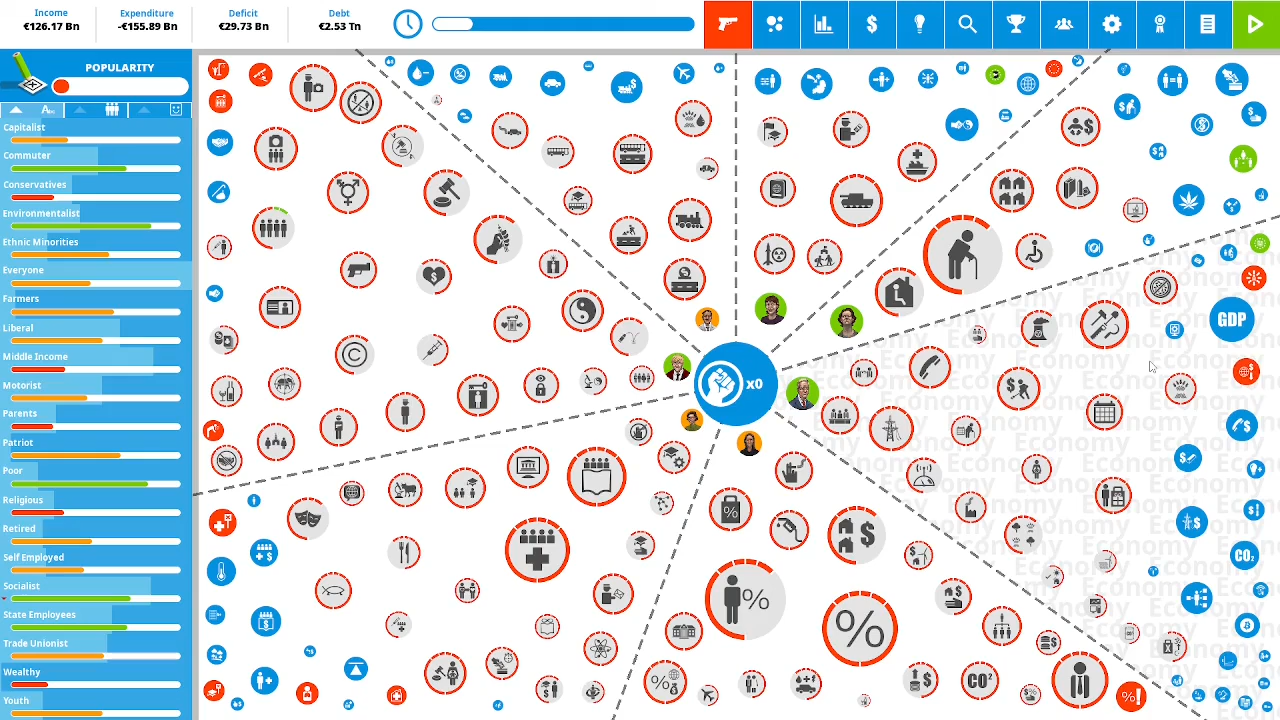 Income
Expenditure
Deficit
Debt
€126.17 Bn
-€155.89 Bn
€29.73 Bn
€2.53 Tn
POPULARITY
Capitalist
Commuter
Conservatives
Environmentalist
Ethnic Minorities
Everyone
Farmers
Liberal
Middle Income
Motorist
Parents
Patriot
Poor
Religious
Retired
Self Employed
Socialist
State Employees
Trade Unionist
Wealthy
Youth
x0
GDP
CO₂
CO₂
Economy